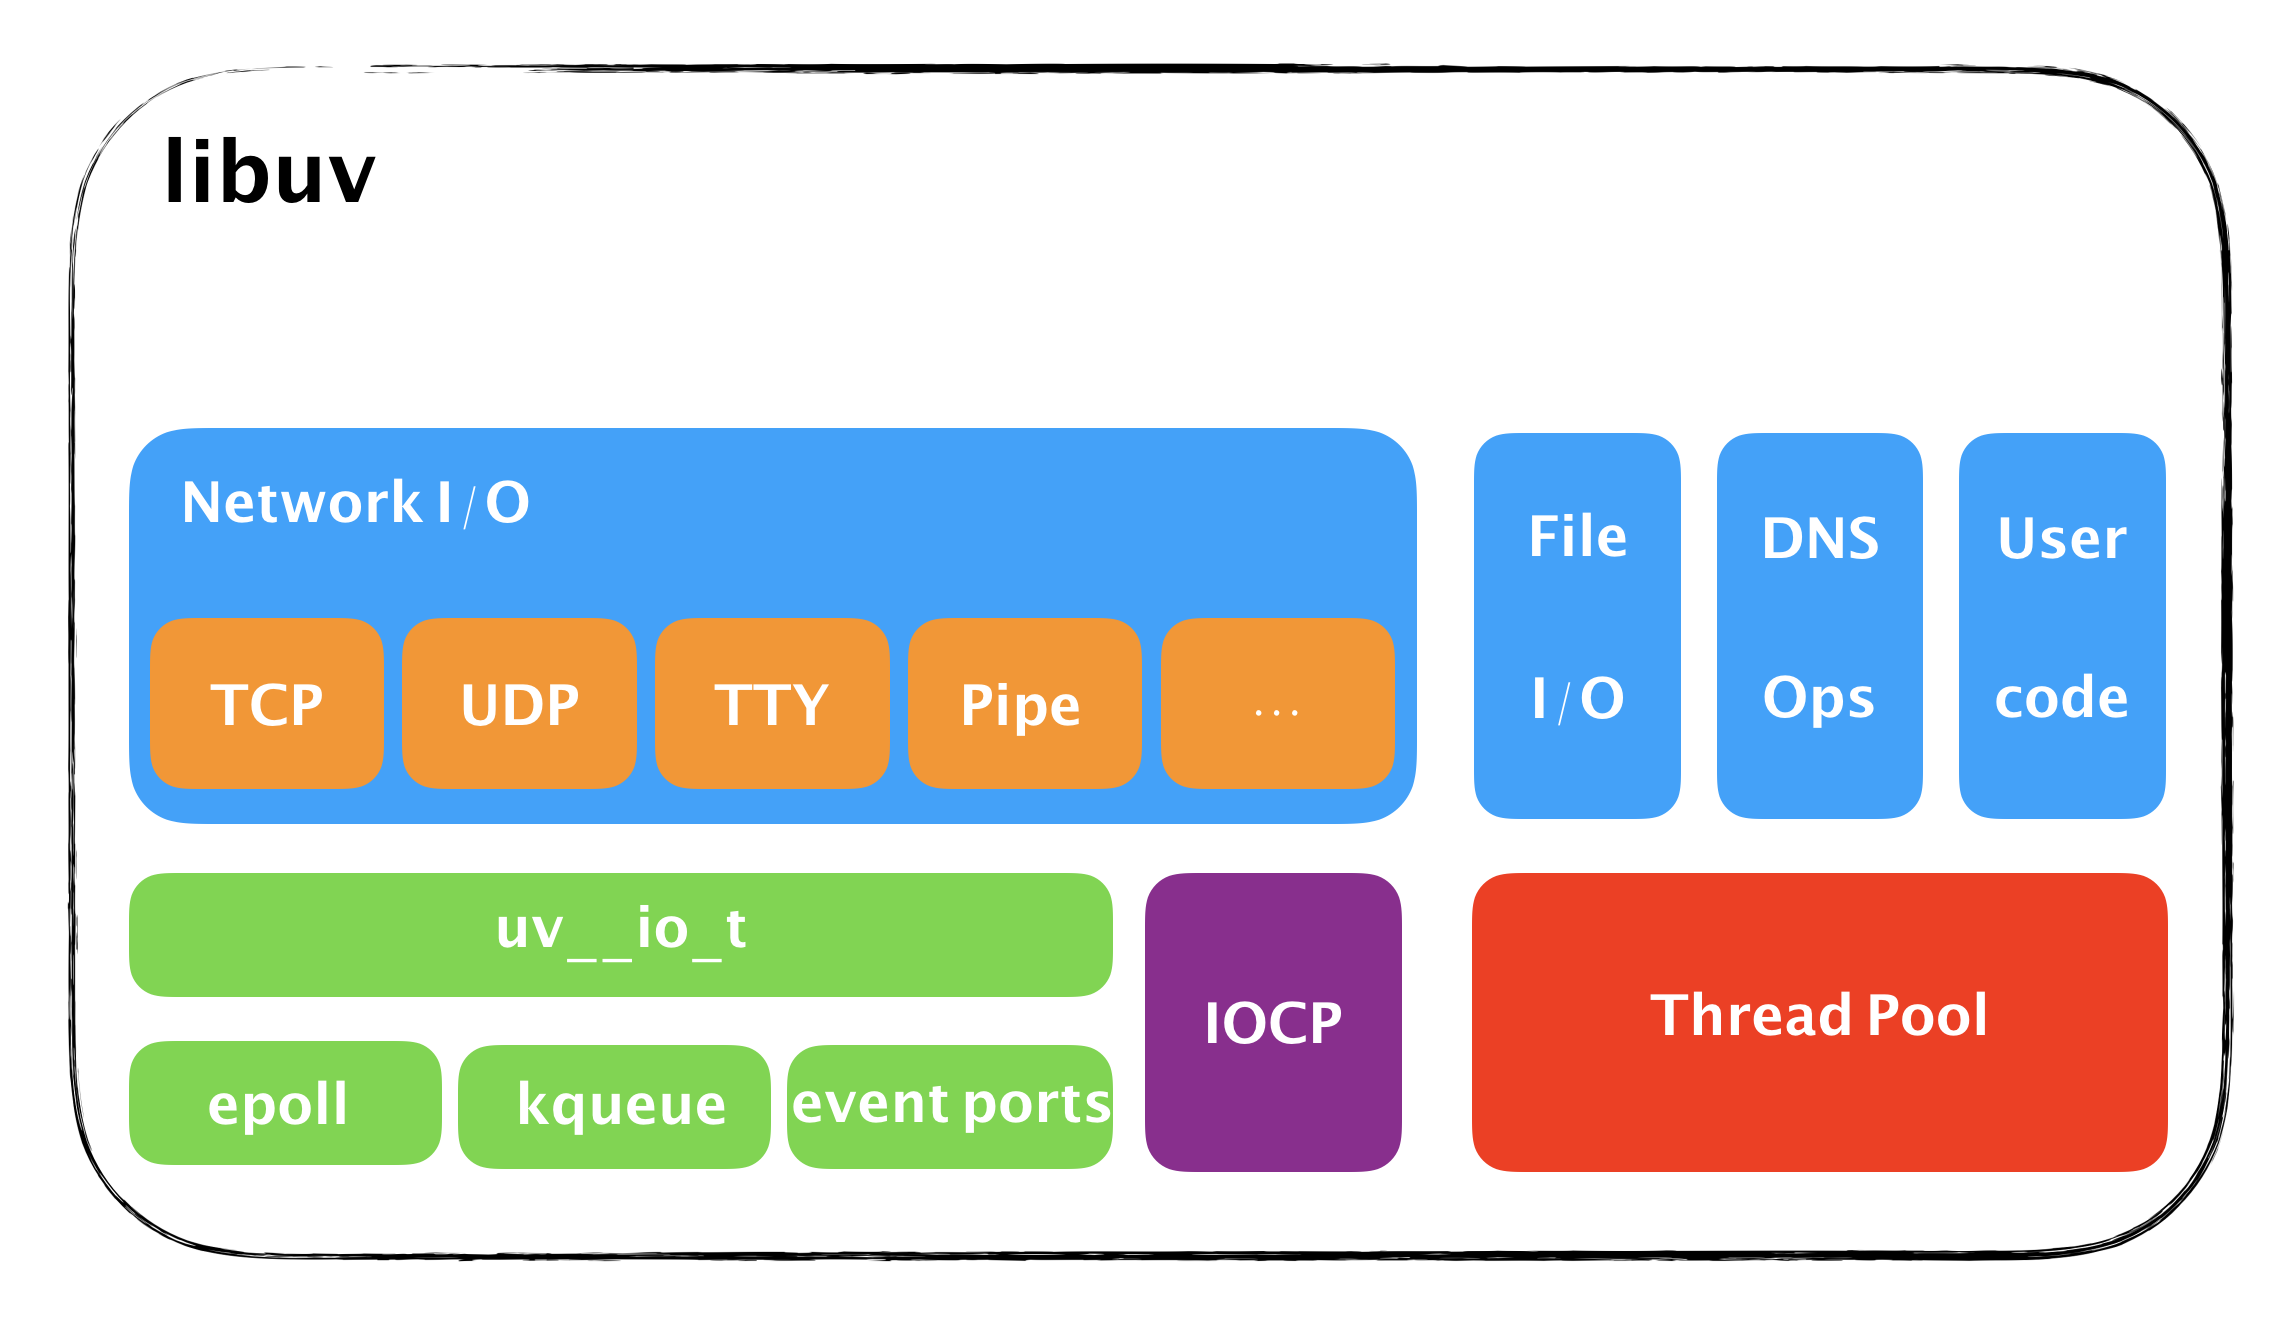 libuv
Network I/O
TCP
UDP
TTY
Pipe
...
File
I/O
DNS
Ops
User
code
uv__io_t
epoll
kqueue
event ports
IOCP
Thread Pool